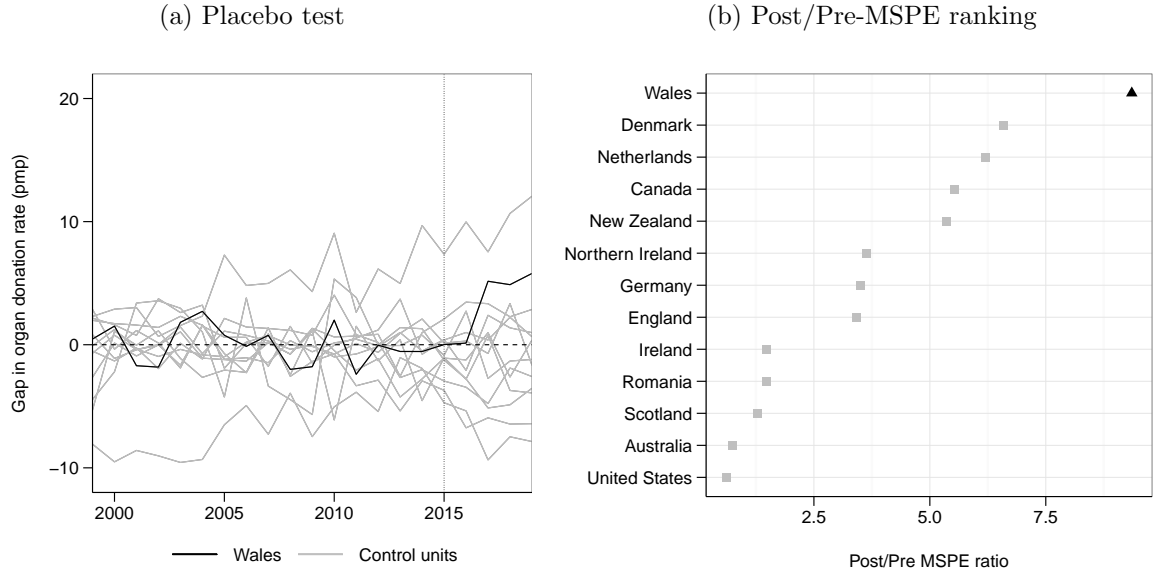 (a) Placebo test
20
10
0
−10
Gap in organ donation rate (pmp)
2000
2005
2010
2015
Wales
Control units
(b) Post/Pre-MSPE ranking
Wales
Denmark
Netherlands
Canada
New Zealand
Northern Ireland
Germany
England
Ireland
Romania
Scotland
Australia
United States
2.5
5.0
7.5
Post/Pre MSPE ratio